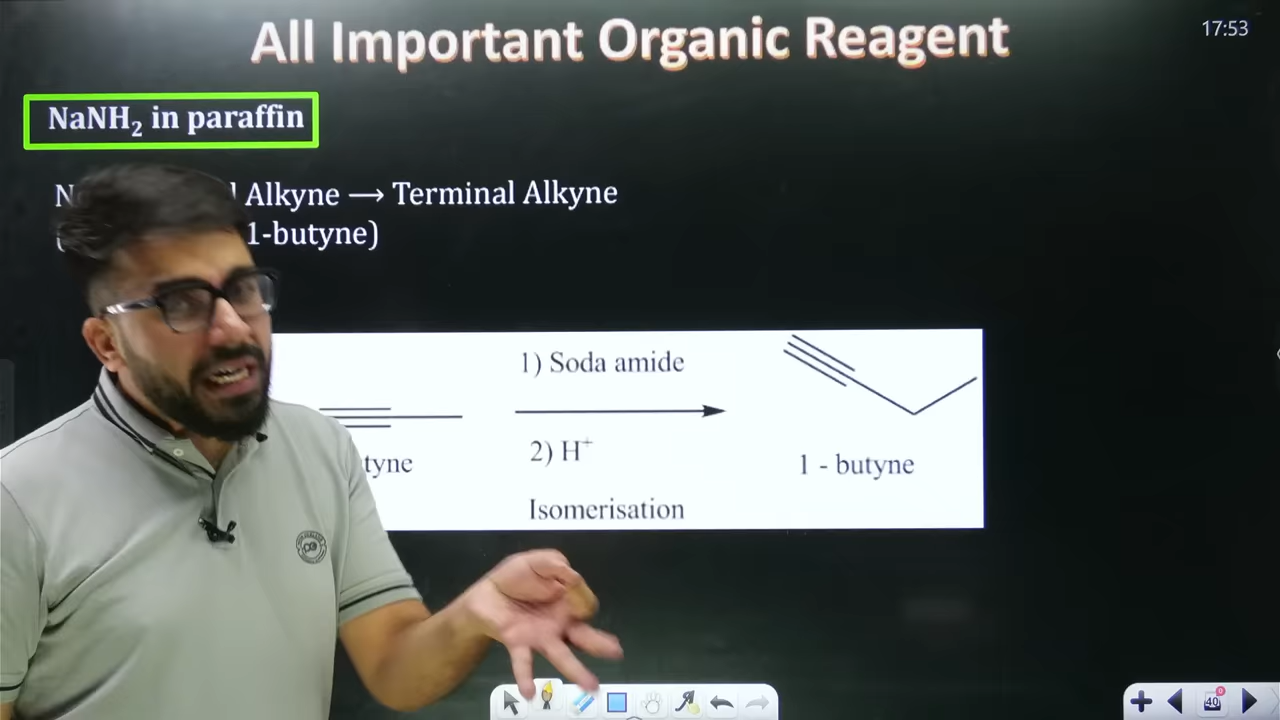 All Important Organic Reagent
17:53
NaNH₂ in paraffin
Alkyne ⟶ Terminal Alkyne
1-butyne)
1) Soda amide
2) H⁺
tyne
1 - butyne
Isomerisation
40